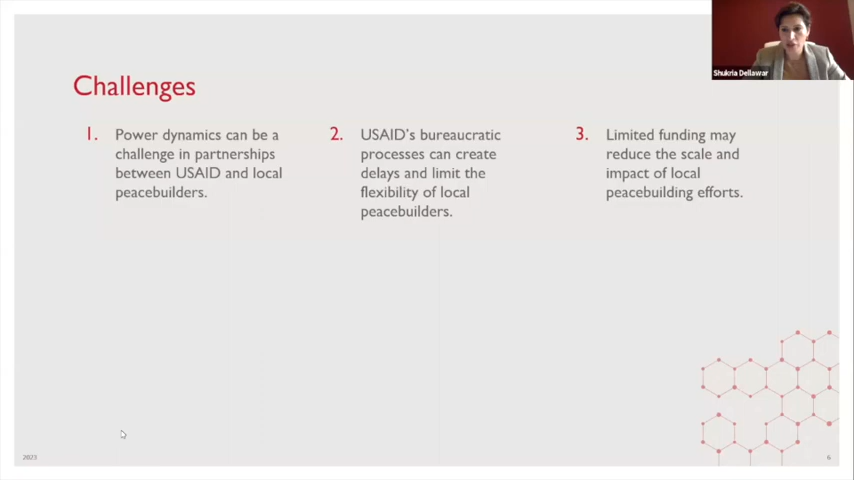 Shukria Dellawar
Challenges
1. Power dynamics can be a
challenge in partnerships
between USAID and local
peacebuilders.
2. USAID's bureaucratic
processes can create
delays and limit the
flexibility of local
peacebuilders.
3. Limited funding may
reduce the scale and
impact of local
peacebuilding efforts.
2023
6